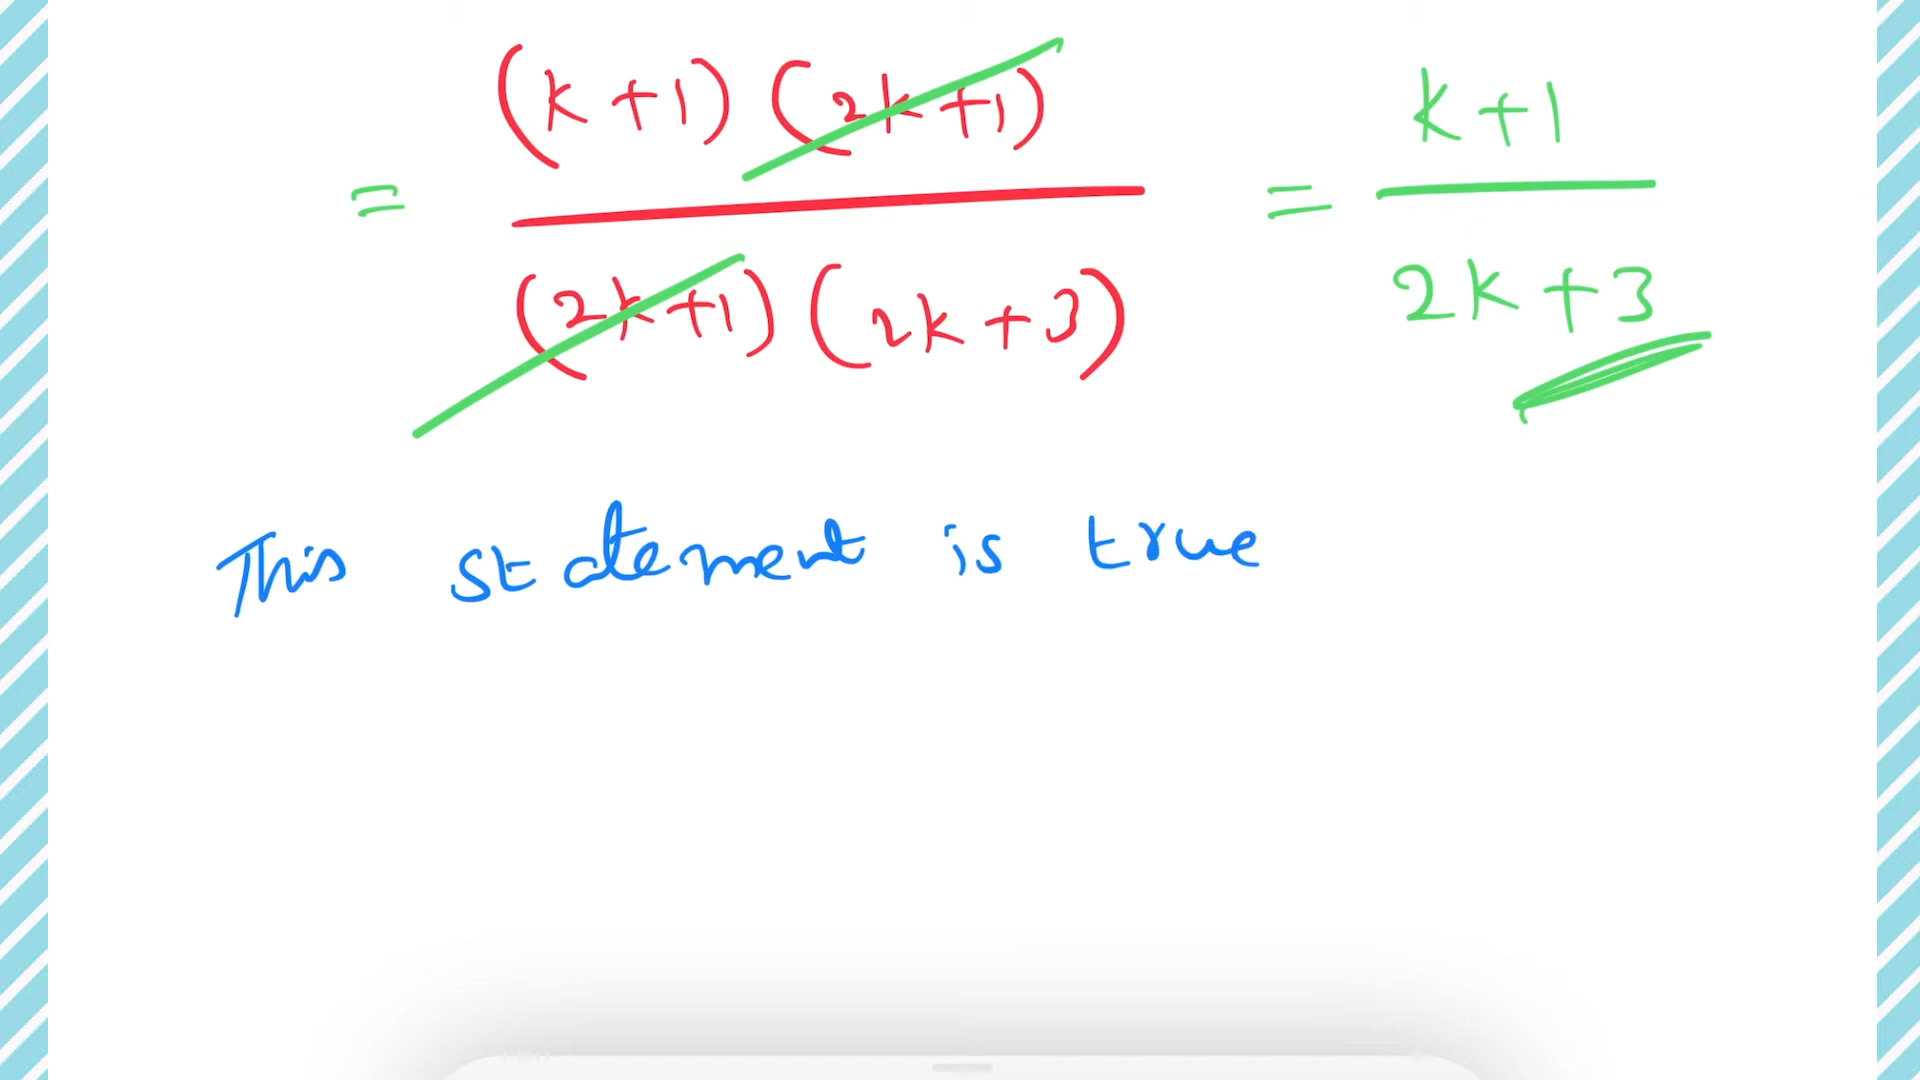 (k+1) (2k+1)
= ―――――― = k+1 / 2k+3
(2k+1) (2k+3)
This statement is true